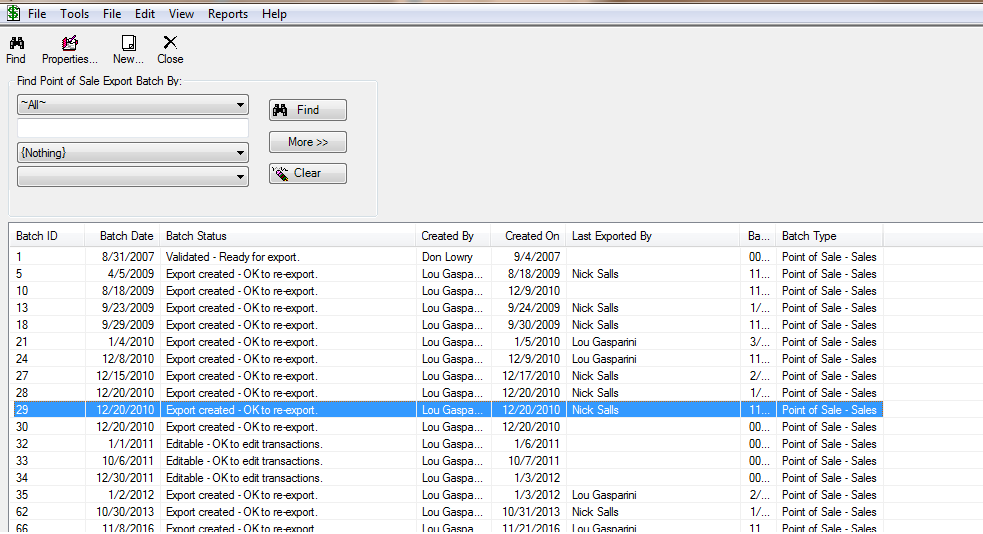 File Tools File Edit View Reports Help
Find Properties... New... Close
Find Point of Sale Export Batch By:
~All~
Find
More >>
{Nothing}
Clear
Batch ID Batch Date Batch Status Created By Created On Last Exported By Ba... Batch Type
1 8/31/2007 Validated - Ready for export. Don Lowry 9/4/2007 00... Point of Sale - Sales
5 4/5/2009 Export created - OK to re-export. Lou Gaspa... 8/18/2009 Nick Salls 11... Point of Sale - Sales
10 8/18/2009 Export created - OK to re-export. Lou Gaspa... 12/9/2010 11... Point of Sale - Sales
13 9/23/2009 Export created - OK to re-export. Lou Gaspa... 9/24/2009 Nick Salls 1/... Point of Sale - Sales
18 9/29/2009 Export created - OK to re-export. Lou Gaspa... 9/30/2009 Nick Salls 11... Point of Sale - Sales
21 1/4/2010 Export created - OK to re-export. Lou Gaspa... 1/5/2010 Lou Gasparini 3/... Point of Sale - Sales
24 12/8/2010 Export created - OK to re-export. Lou Gaspa... 12/9/2010 Lou Gasparini 11... Point of Sale - Sales
27 12/15/2010 Export created - OK to re-export. Lou Gaspa... 12/17/2010 Nick Salls 2/... Point of Sale - Sales
28 12/20/2010 Export created - OK to re-export. Lou Gaspa... 12/20/2010 Nick Salls 1/... Point of Sale - Sales
29 12/20/2010 Export created - OK to re-export. Lou Gaspa... 12/20/2010 Nick Salls 11... Point of Sale - Sales
30 12/20/2010 Export created - OK to re-export. Lou Gaspa... 12/20/2010 00... Point of Sale - Sales
32 1/1/2011 Editable - OK to edit transactions. Lou Gaspa... 1/6/2011 00... Point of Sale - Sales
33 10/6/2011 Editable - OK to edit transactions. Lou Gaspa... 10/7/2011 00... Point of Sale - Sales
34 12/30/2011 Editable - OK to edit transactions. Lou Gaspa... 1/3/2012 00... Point of Sale - Sales
35 1/2/2012 Export created - OK to re-export. Lou Gaspa... 1/3/2012 Lou Gasparini 2/... Point of Sale - Sales
62 10/30/2013 Export created - OK to re-export. Lou Gaspa... 10/31/2013 Nick Salls 1/... Point of Sale - Sales
66 11/8/2016 Export created - OK to re-export. Lou Gaspa... 11/21/2016 Lou Gasparini 11... Point of Sale - Sales